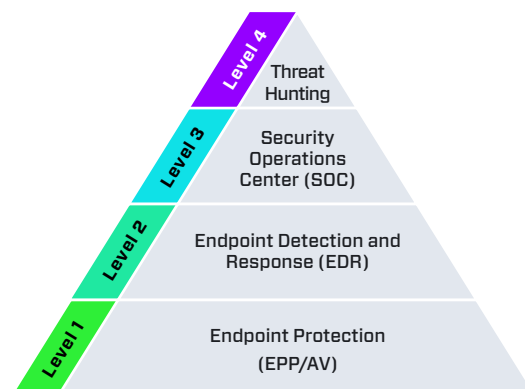 Level 4
Threat
Hunting
Level 3
Security
Operations
Center (SOC)
Level 2
Endpoint Detection and
Response (EDR)
Level 1
Endpoint Protection
(EPP/AV)